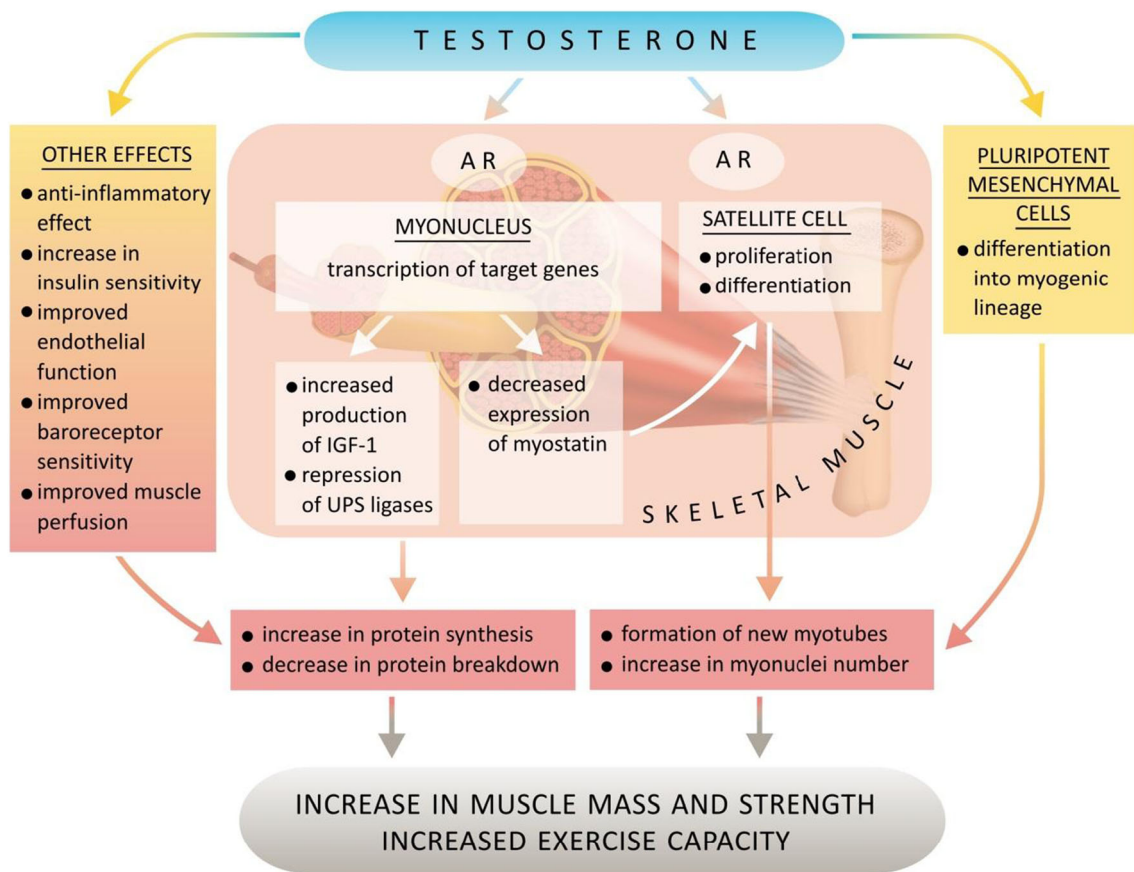 TESTOSTERONE
OTHER EFFECTS
● anti-inflammatory
effect
● increase in
insulin sensitivity
● improved
endothelial
function
● improved
baroreceptor
sensitivity
● improved muscle
perfusion
AR
MYONUCLEUS
transcription of target genes
● increased
production
of IGF-1
● repression
of UPS ligases
● decreased
expression
of myostatin
AR
SATELLITE CELL
● proliferation
● differentiation
SKELETAL MUSCLE
PLURIPOTENT
MESENCHYMAL
CELLS
● differentiation
into myogenic
lineage
● increase in protein synthesis
● decrease in protein breakdown
● formation of new myotubes
● increase in myonuclei number
INCREASE IN MUSCLE MASS AND STRENGTH
INCREASED EXERCISE CAPACITY